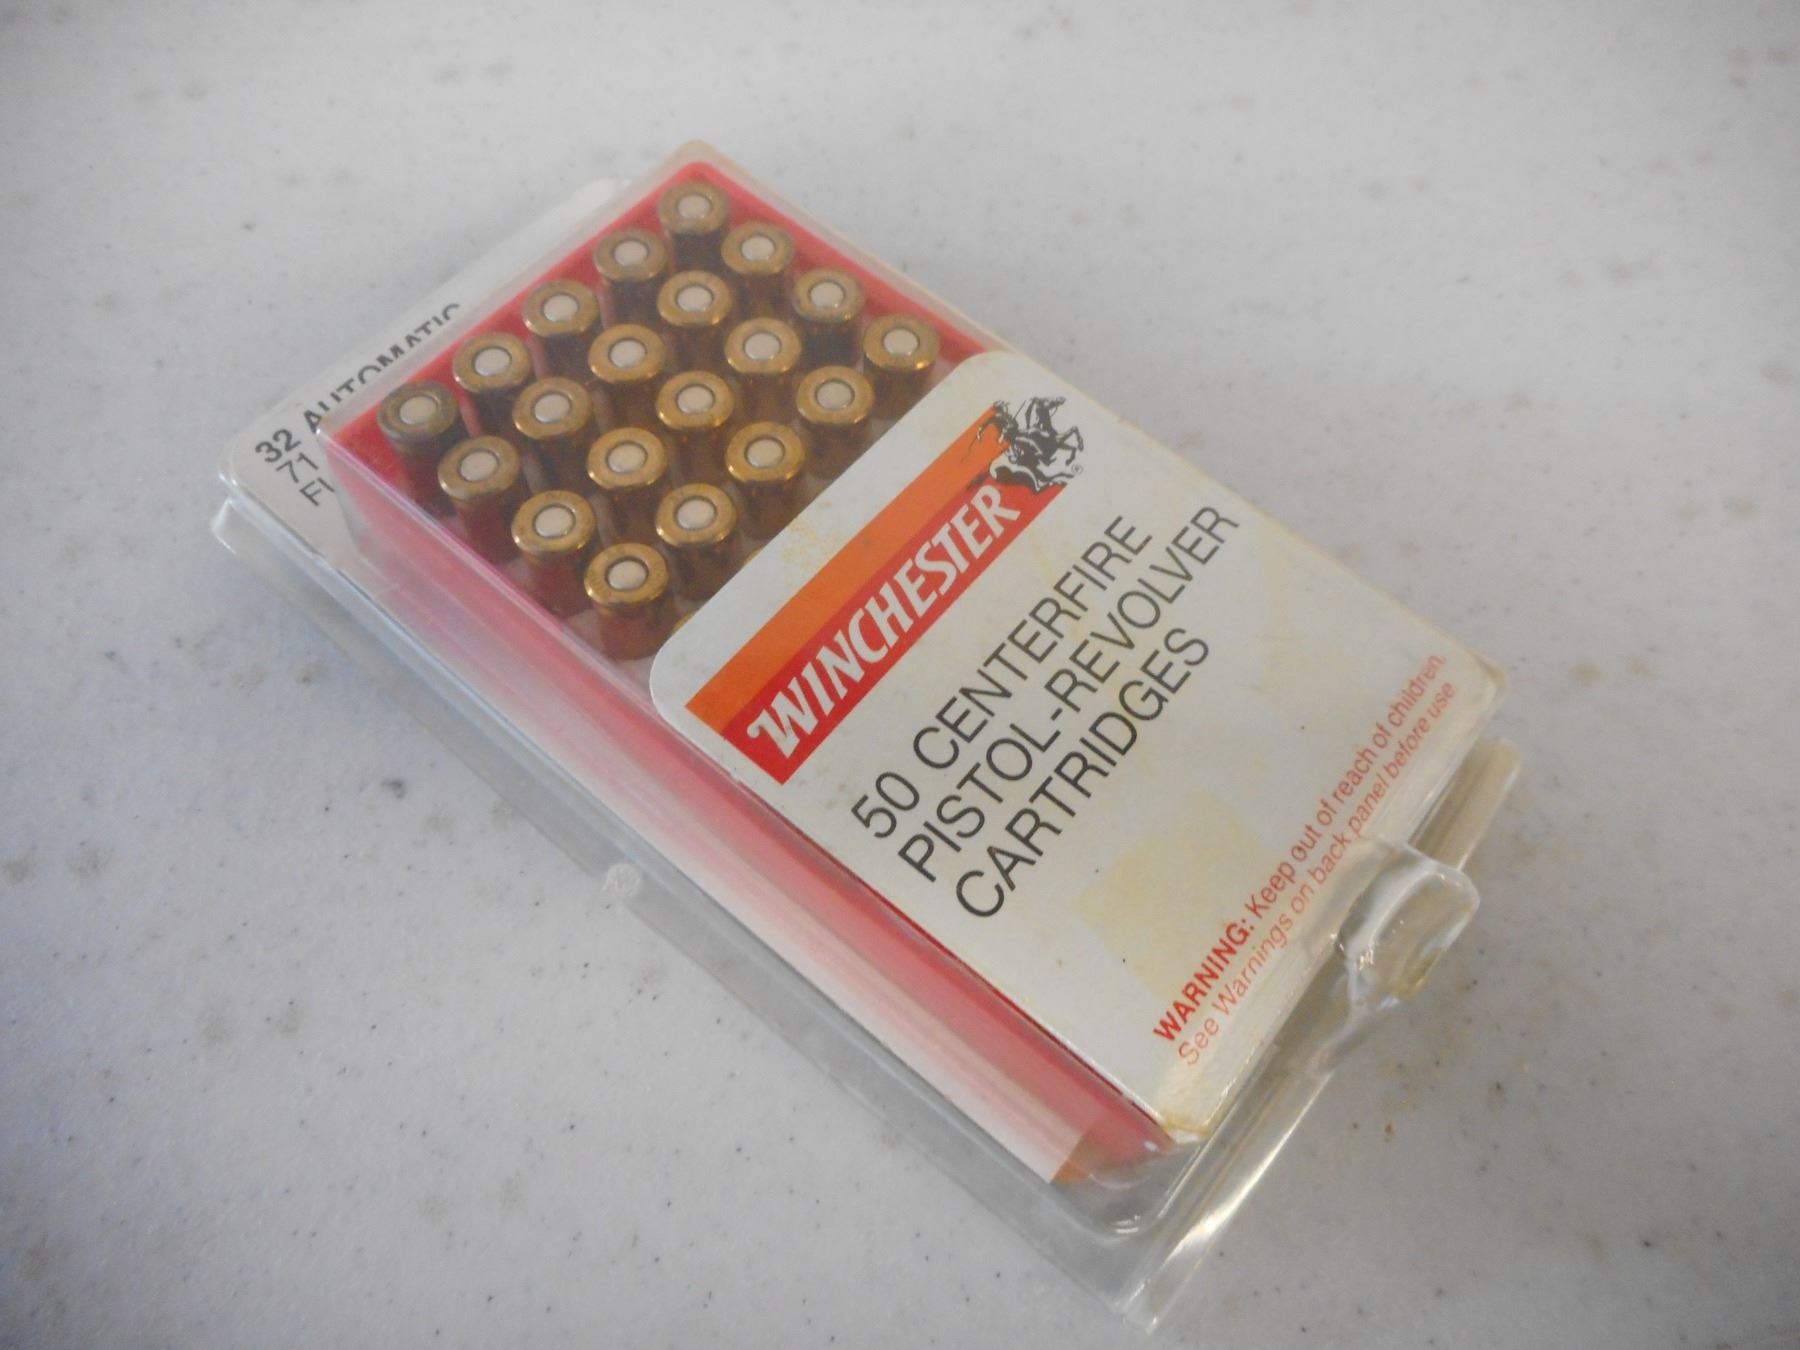 32 AUTOMATIC
71
WINCHESTER
®
50 CENTERFIRE
PISTOL-REVOLVER
CARTRIDGES
WARNING: Keep out of reach of children.
See Warnings on back panel before use